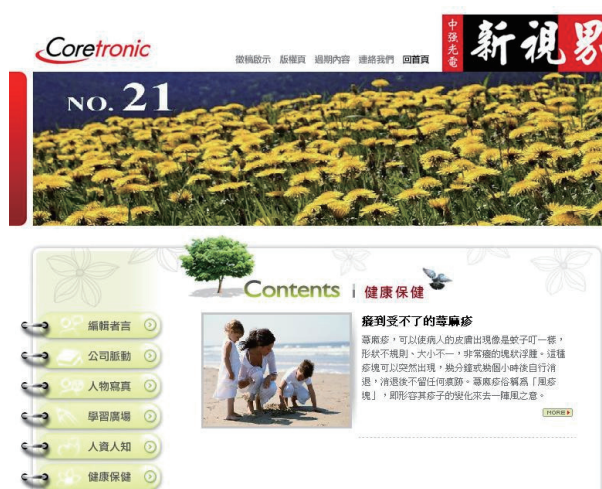 Coretronic
徵稿啟示 版權頁 過期內容 連絡我們 回首頁
中强光電
新視界
NO. 21
Contents | 健康保健
編輯者言
公司脈動
人物寫真
學習廣場
人資人知
健康保健
癢到受不了的蕁麻疹
蕁麻疹，可以使病人的皮膚出現像是蚊子叮一樣，
形狀不規則、大小不一，非常癢的塊狀浮腫。這種
疹塊可以突然出現，幾分鐘或幾個小時後自行消
退，消退後不留任何痕跡。蕁麻疹俗稱爲「風疹
塊」，即形容其疹子的變化來去一陣風之意。
MORE